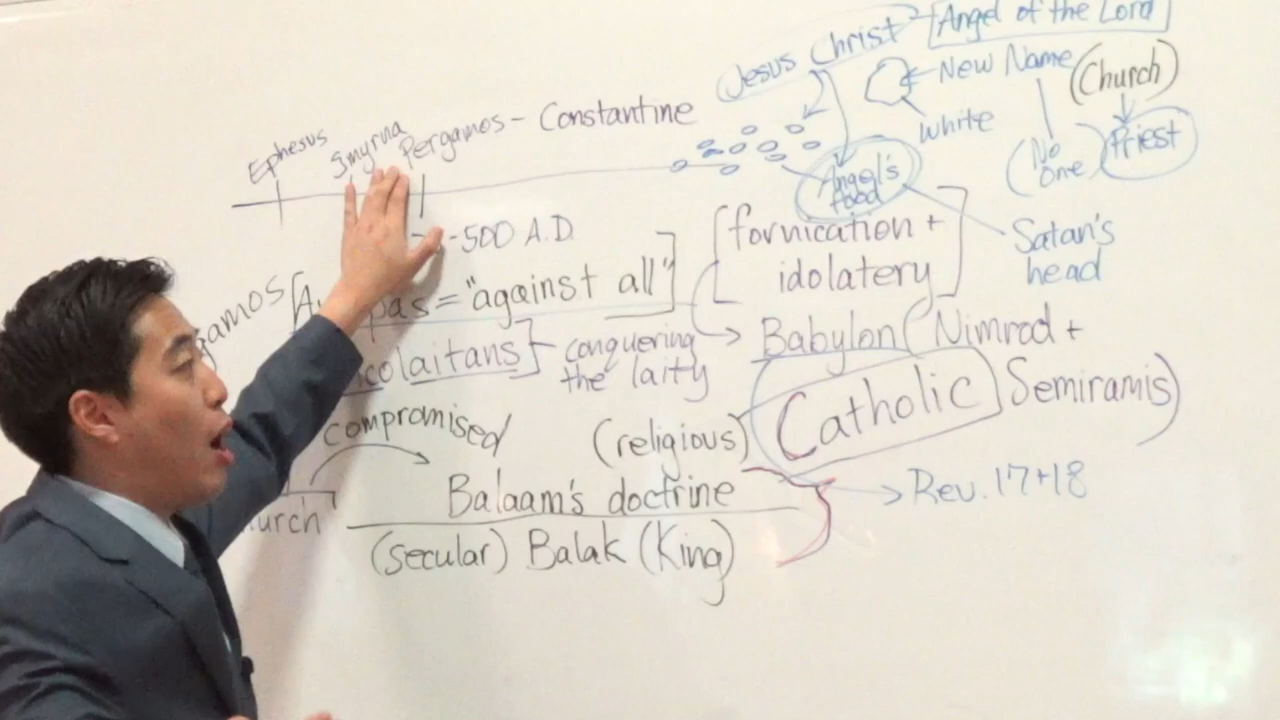 Jesus Christ
Angel of the Lord
New Name
(Church)
white
(No One)
Priest
Ephesus
Smyrna
Pergamos - Constantine
Angel's food
Satan's head
-500 A.D.
[fornication +
idolatery]
pas = "against all"]
colaitans]
conquering
the laity
Babylon (Nimrod +
Semiramis)
Catholic
compromised
(religious)
Balaam's doctrine
(secular) Balak (King)
Rev. 17+18